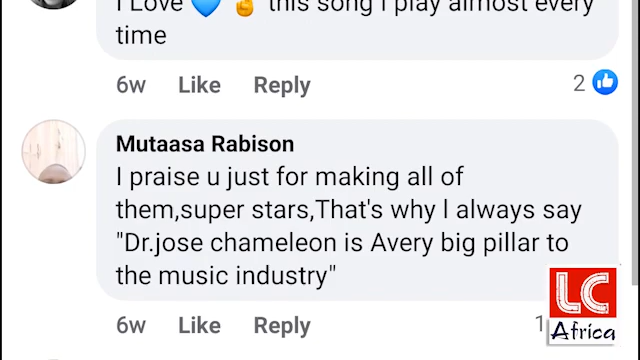 I Love 💙 🤞 this song I play almost every
time
6w Like Reply 2
Mutaasa Rabison
I praise u just for making all of
them,super stars,That's why I always say
"Dr.jose chameleon is Avery big pillar to
the music industry"
6w Like Reply 1
LC
Africa